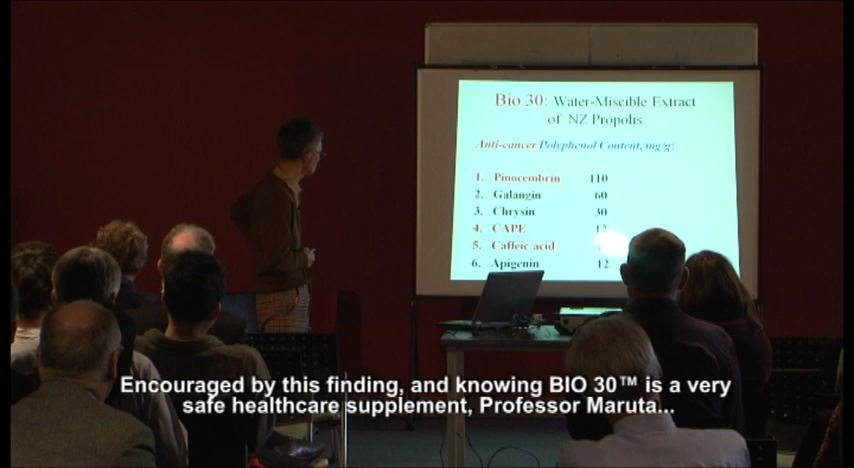 Bio 30: Water-Miscible Extract
of NZ Propolis
Anti-cancer Polyphenol Content, mg/g:
1. Pinocembrin 110
2. Galangin 60
3. Chrysin 30
4. CAPE 12
5. Caffeic acid
6. Apigenin 12
Encouraged by this finding, and knowing BIO 30™ is a very
safe healthcare supplement, Professor Maruta...